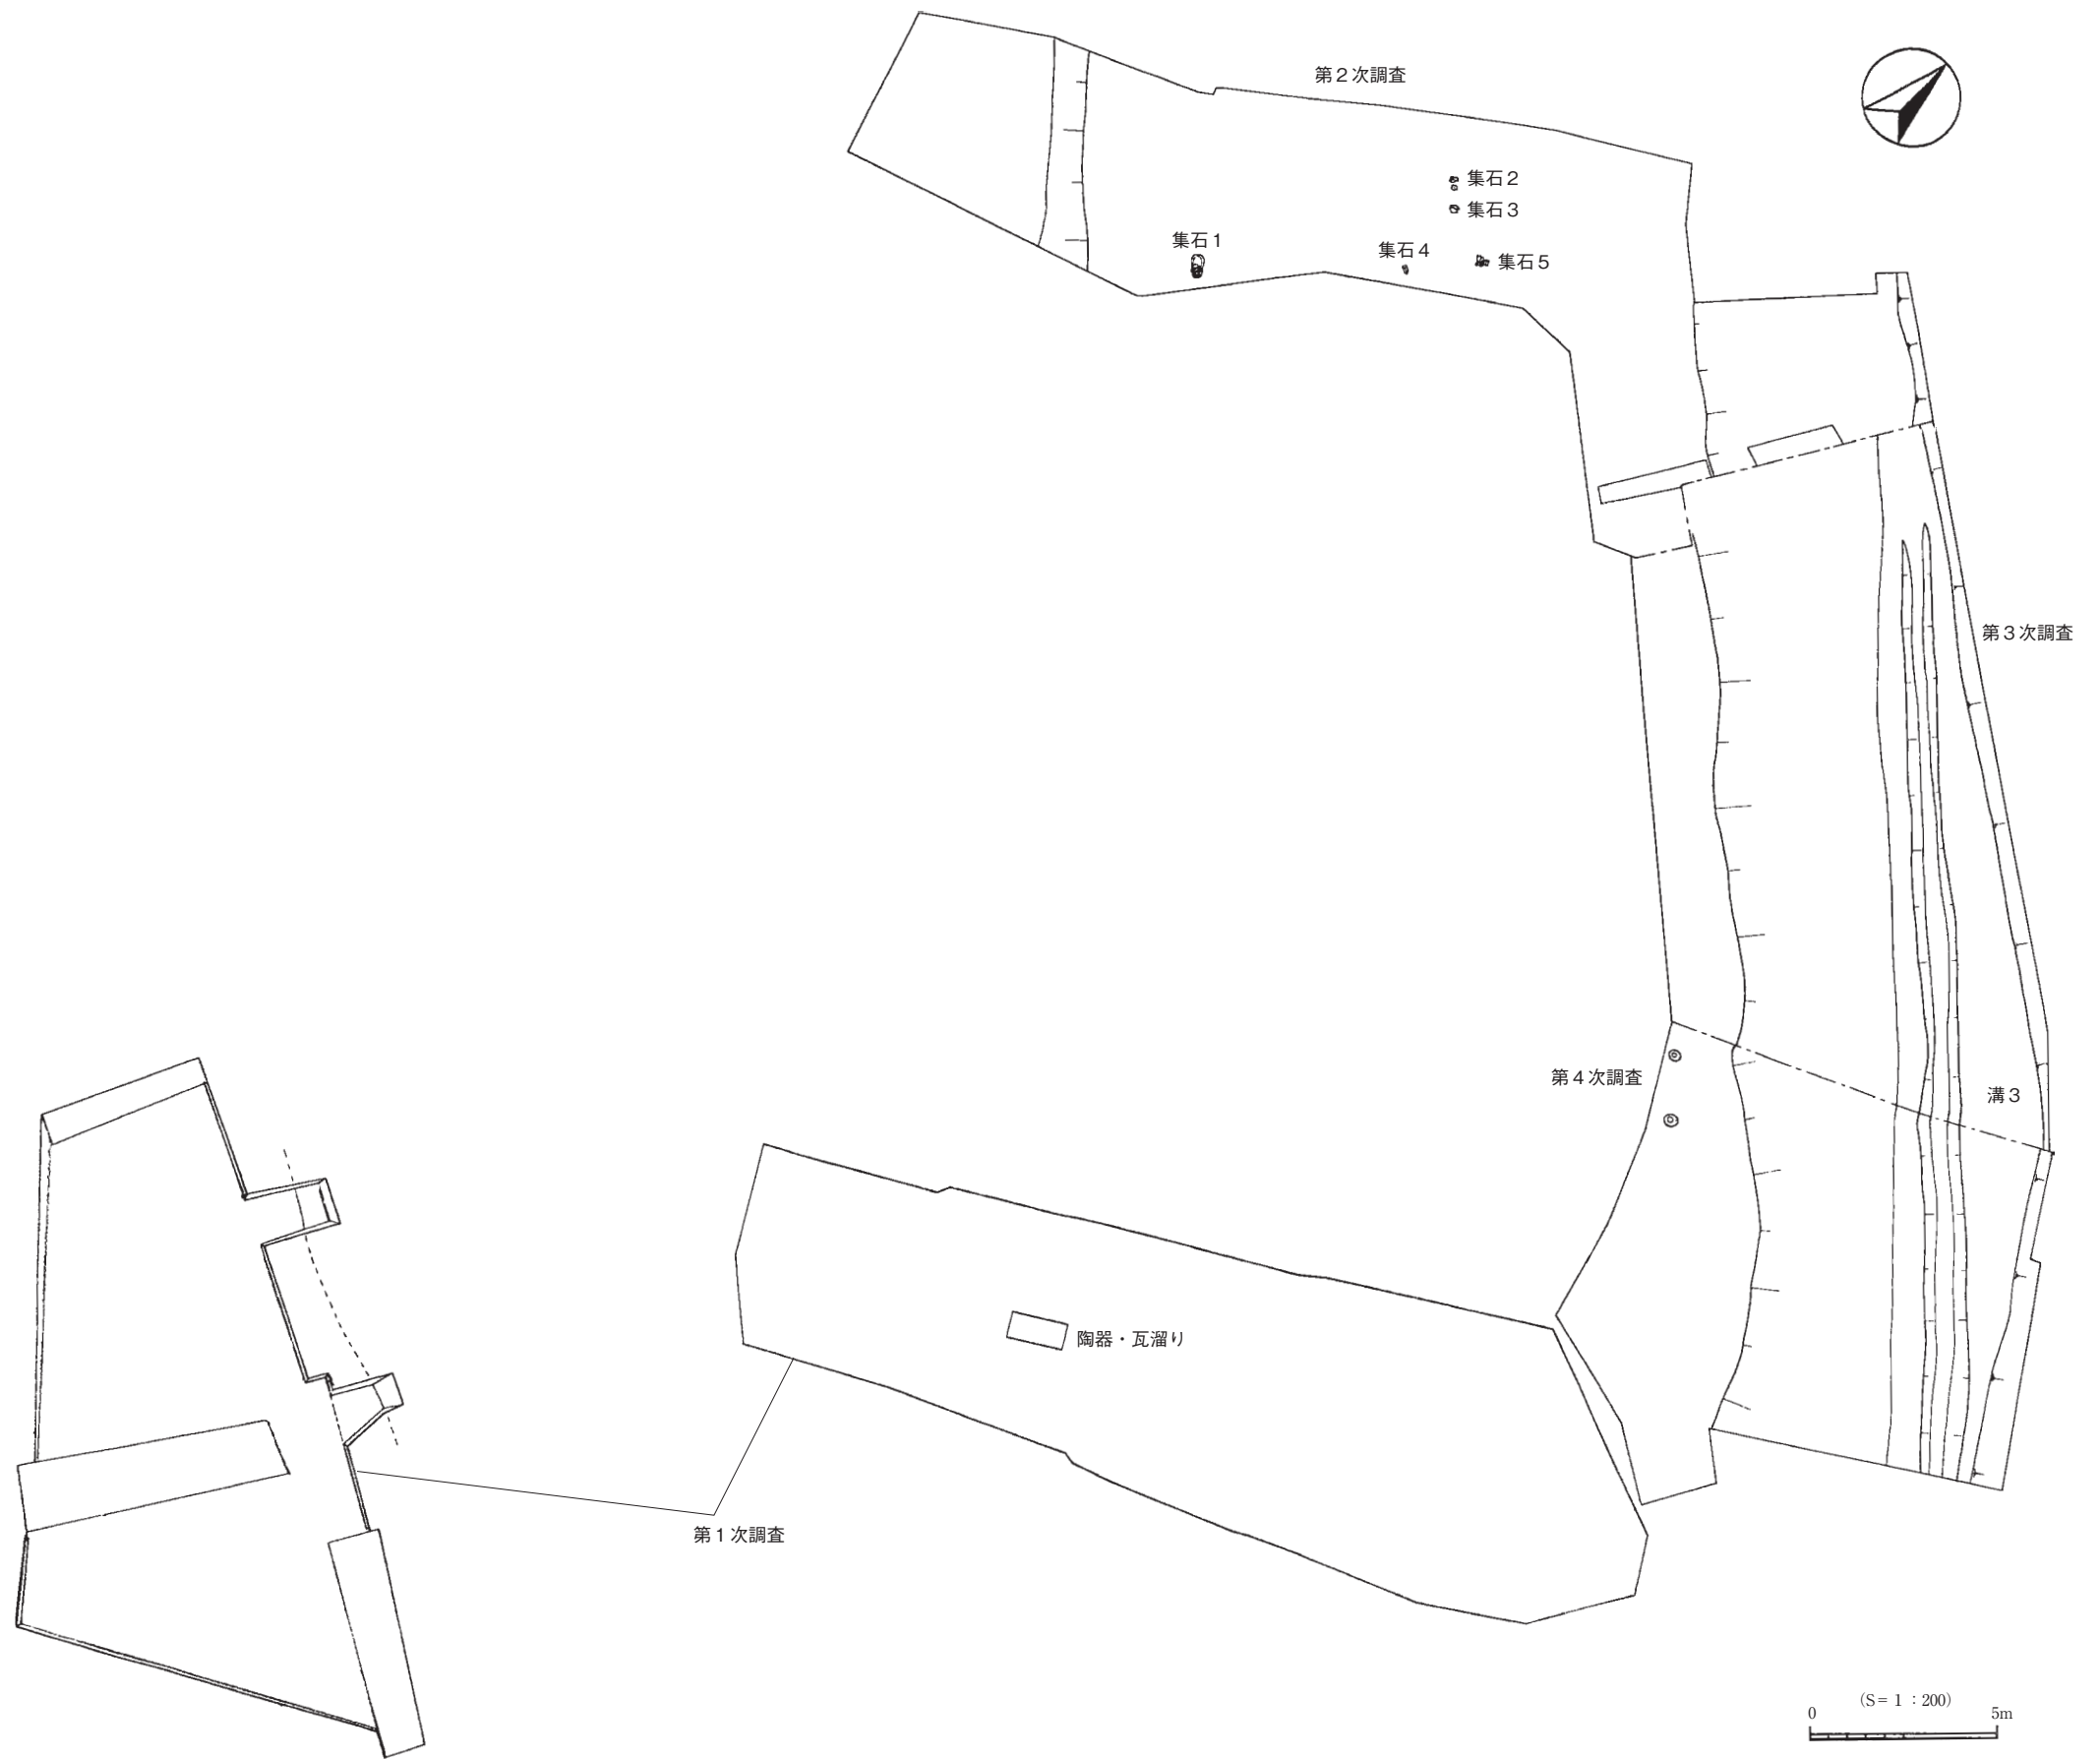 第２次調査
集石２
集石３
集石１
集石４
集石５
第３次調査
第４次調査
溝３
陶器・瓦溜り
第１次調査
(S=１：200)
0 5m